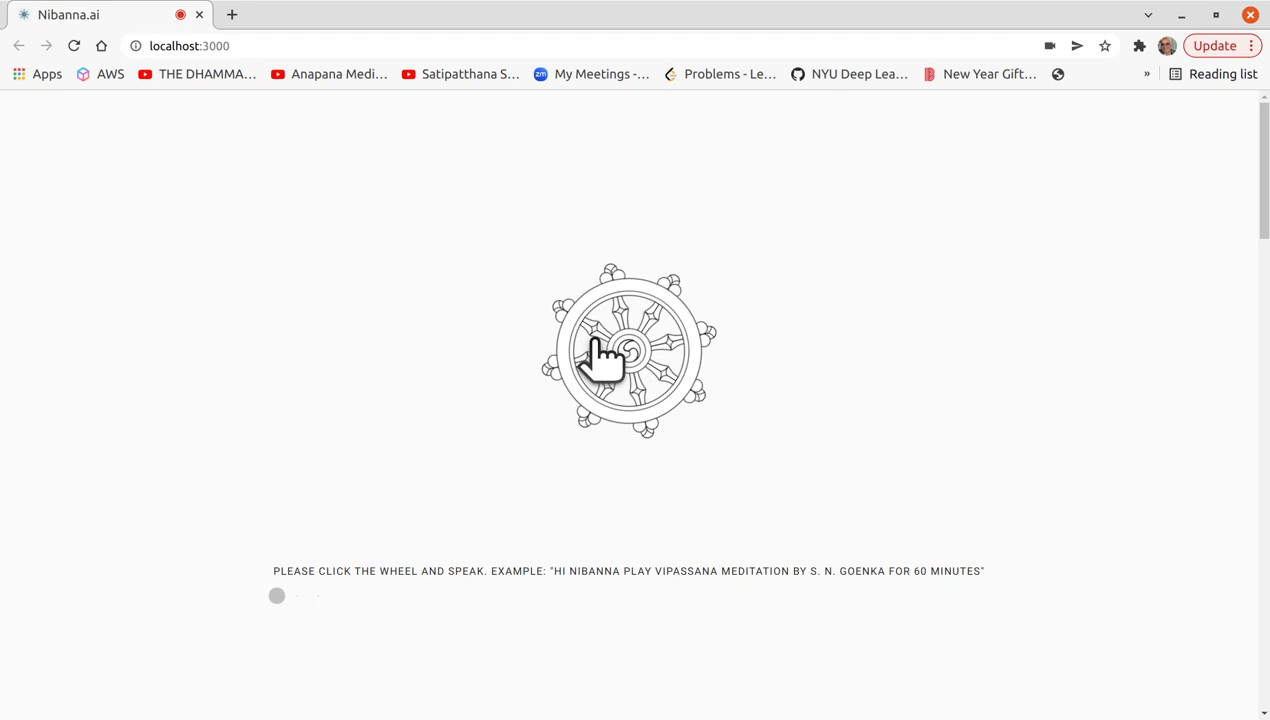 Nibanna.ai
localhost:3000
Update
Apps
AWS
THE DHAMMA...
Anapana Medi...
Satipatthana S...
zm
My Meetings -...
Problems - Le...
NYU Deep Lea...
New Year Gift...
»
Reading list
PLEASE CLICK THE WHEEL AND SPEAK. EXAMPLE: "HI NIBANNA PLAY VIPASSANA MEDITATION BY S. N. GOENKA FOR 60 MINUTES"